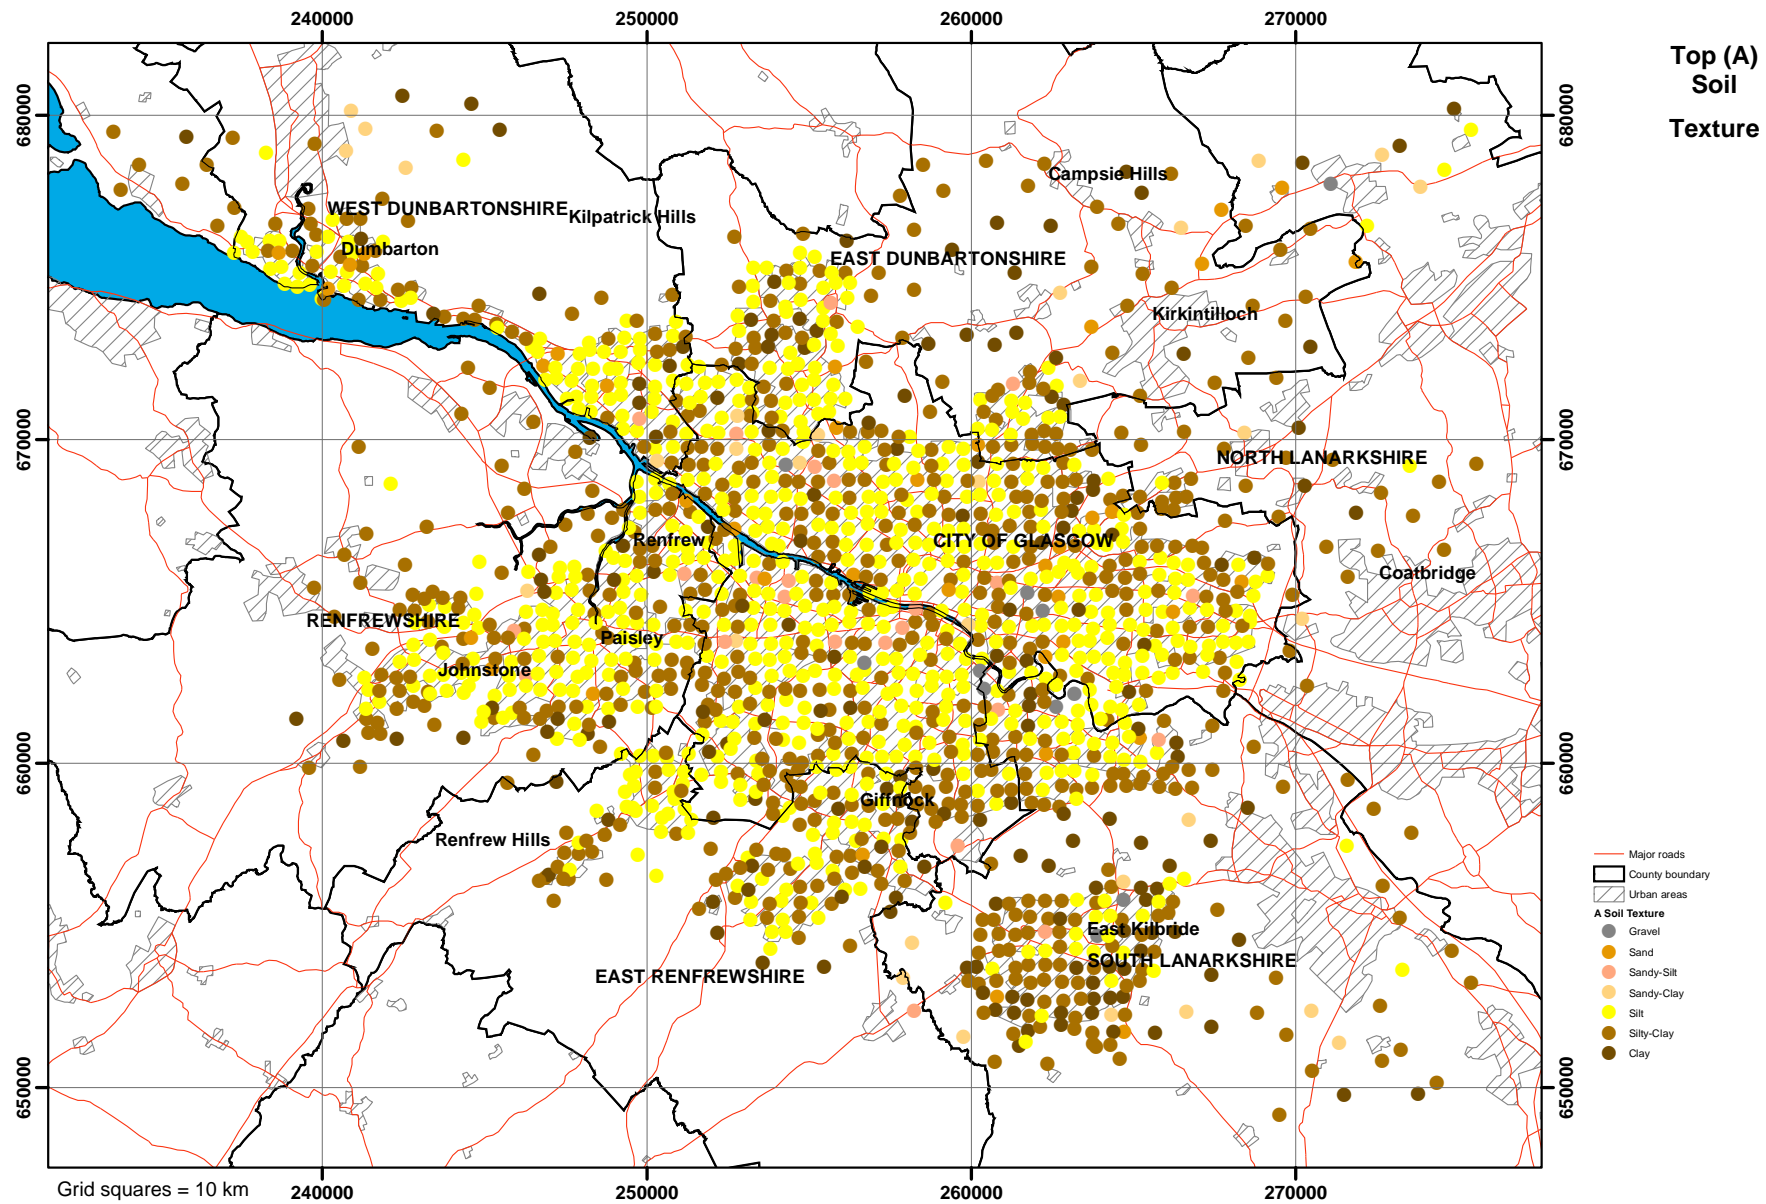 240000
250000
260000
270000
Top (A)
Soil
Texture
680000
680000
Campsie Hills
WEST DUNBARTONSHIRE
Kilpatrick Hills
Dumbarton
EAST DUNBARTONSHIRE
Kirkintilloch
670000
670000
NORTH LANARKSHIRE
Renfrew
CITY OF GLASGOW
Coatbridge
RENFREWSHIRE
Paisley
Johnstone
660000
660000
Giffnock
Renfrew Hills
Major roads
County boundary
Urban areas
A Soil Texture
Gravel
Sand
Sandy-Silt
Sandy-Clay
Silt
Silty-Clay
Clay
East Kilbride
SOUTH LANARKSHIRE
EAST RENFREWSHIRE
650000
650000
Grid squares = 10 km
240000
250000
260000
270000